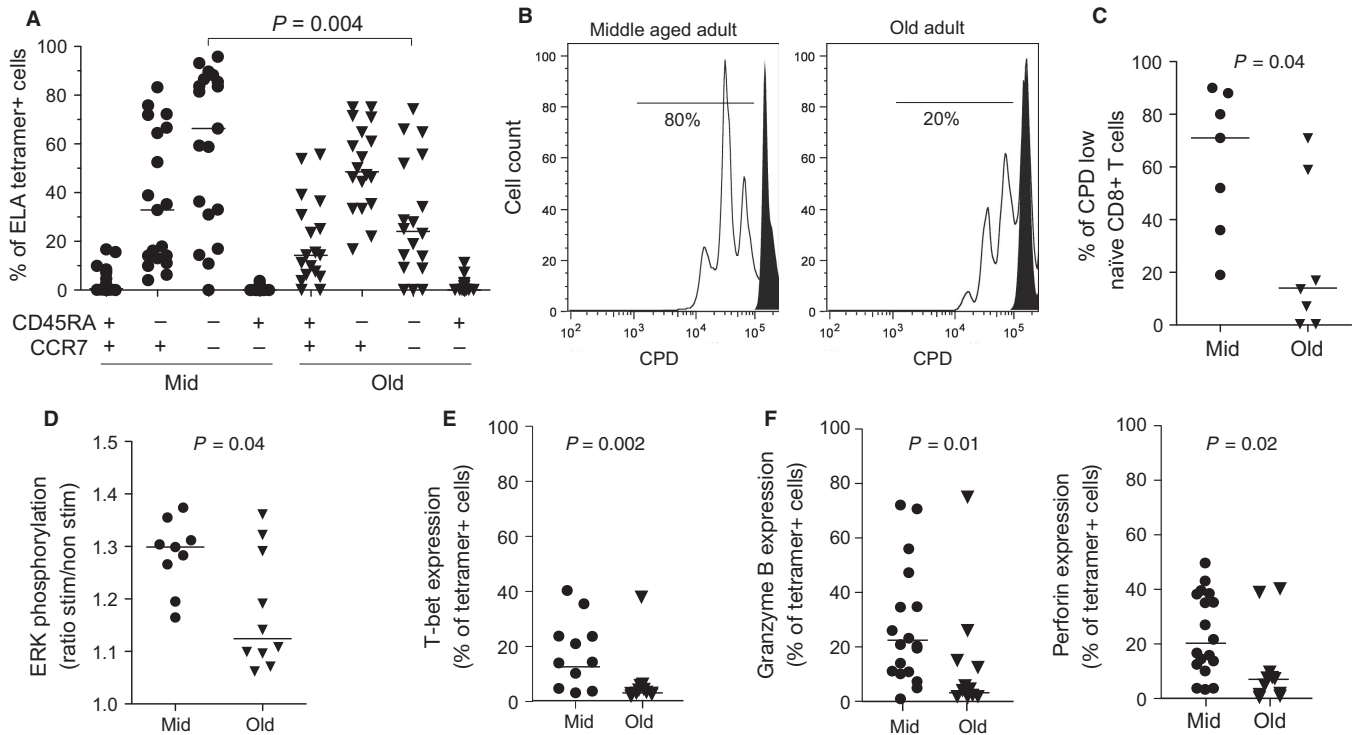 A
P = 0.004
% of ELA tetramer+ cells
100
80
60
40
20
0
CD45RA + – – + + – – +
CCR7 + + – – + + – –
Mid Old
B
Middle aged adult
Cell count
100
80
60
40
20
0
80%
10² 10³ 10⁴ 10⁵
CPD
Old adult
100
80
60
40
20
0
20%
10² 10³ 10⁴ 10⁵
CPD
C
P = 0.04
% of CPD low
naïve CD8+ T cells
100
80
60
40
20
0
Mid Old
D
P = 0.04
ERK phosphorylation
(ratio stim/non stim)
1.5
1.4
1.3
1.2
1.1
1.0
Mid Old
E
P = 0.002
T-bet expression
(% of tetramer+ cells)
100
80
60
40
20
0
Mid Old
F
P = 0.01
Granzyme B expression
(% of tetramer+ cells)
100
80
60
40
20
0
Mid Old
P = 0.02
Perforin expression
(% of tetramer+ cells)
100
80
60
40
20
0
Mid Old